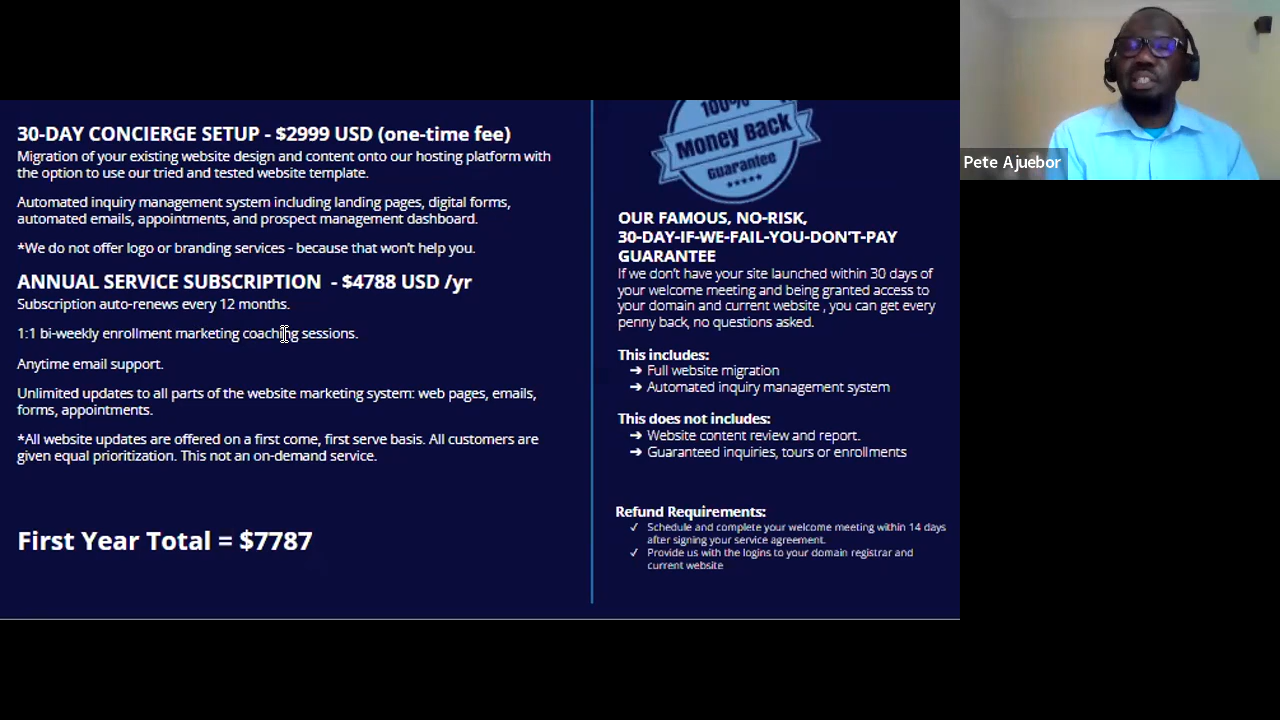 30-DAY CONCIERGE SETUP - $2999 USD (one-time fee)
Migration of your existing website design and content onto our hosting platform with
the option to use our tried and tested website template.
Automated inquiry management system including landing pages, digital forms,
automated emails, appointments, and prospect management dashboard.
*We do not offer logo or branding services - because that won't help you.
ANNUAL SERVICE SUBSCRIPTION - $4788 USD /yr
Subscription auto-renews every 12 months.
1:1 bi-weekly enrollment marketing coaching sessions.
Anytime email support.
Unlimited updates to all parts of the website marketing system: web pages, emails,
forms, appointments.
*All website updates are offered on a first come, first serve basis. All customers are
given equal prioritization. This not an on-demand service.
First Year Total = $7787
100%
Money Back
Guarantee
OUR FAMOUS, NO-RISK,
30-DAY-IF-WE-FAIL-YOU-DON'T-PAY
GUARANTEE
If we don't have your site launched within 30 days of
your welcome meeting and being granted access to
your domain and current website , you can get every
penny back, no questions asked.
This includes:
➔ Full website migration
➔ Automated inquiry management system
This does not includes:
➔ Website content review and report.
➔ Guaranteed inquiries, tours or enrollments
Refund Requirements:
✓ Schedule and complete your welcome meeting within 14 days
after signing your service agreement.
✓ Provide us with the logins to your domain registrar and
current website
Pete Ajuebor